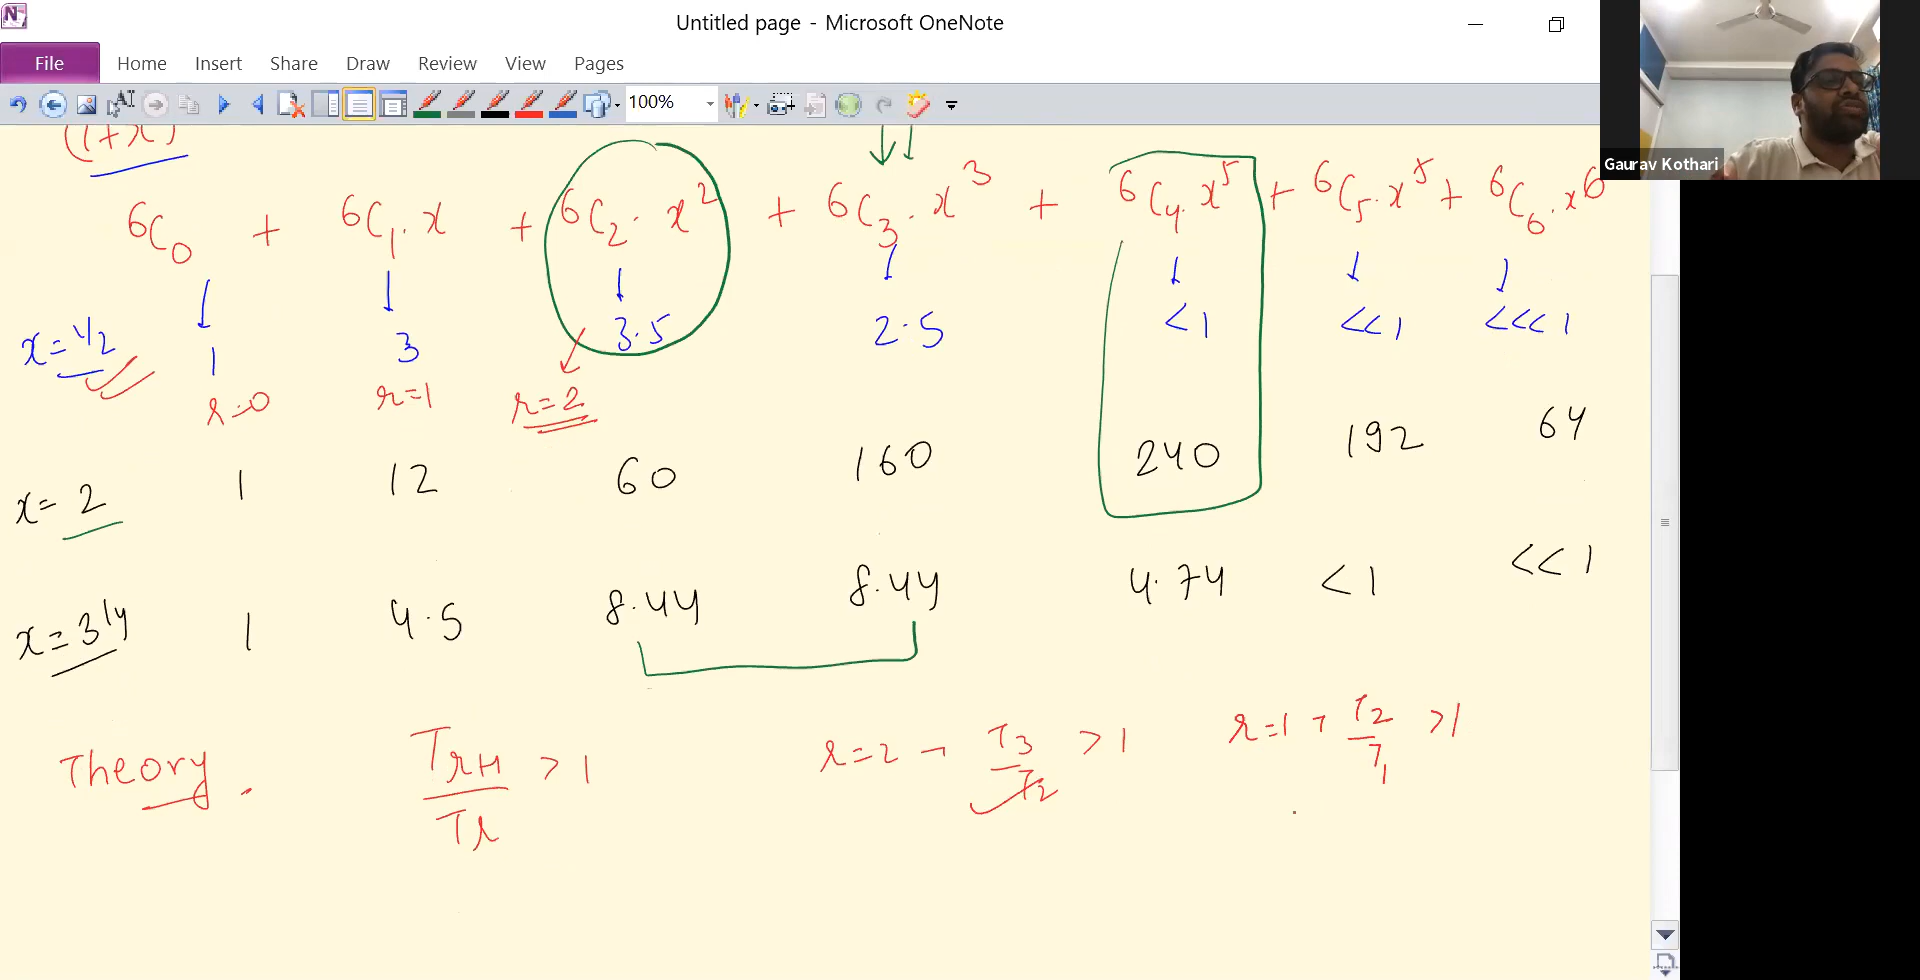 Untitled page - Microsoft OneNote
File Home Insert Share Draw Review View Pages
100%
Gaurav Kothari
(1+x)
6C0 + 6C1.x + 6C2.x² + 6C3.x³ + 6C4.x⁵ + 6C5.x⁵ + 6C6.x⁶
x=1/2 1 3 3.5 2.5 <1 <<1 <<<1
r=0 r=1 r=2
x=2 1 12 60 160 240 192 64
x=3/4 1 4.5 8.44 8.44 4.74 <1 <<1
Theory. Tr+1/Tr >1 r=2 → T3/T2 >1 r=1 → T2/T1 >1